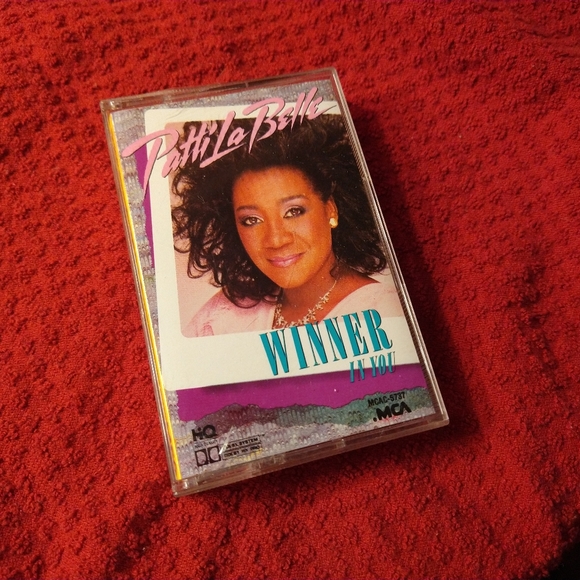 Patti LaBelle
WINNER
IN YOU
MCAC-5737
MCA
HQ